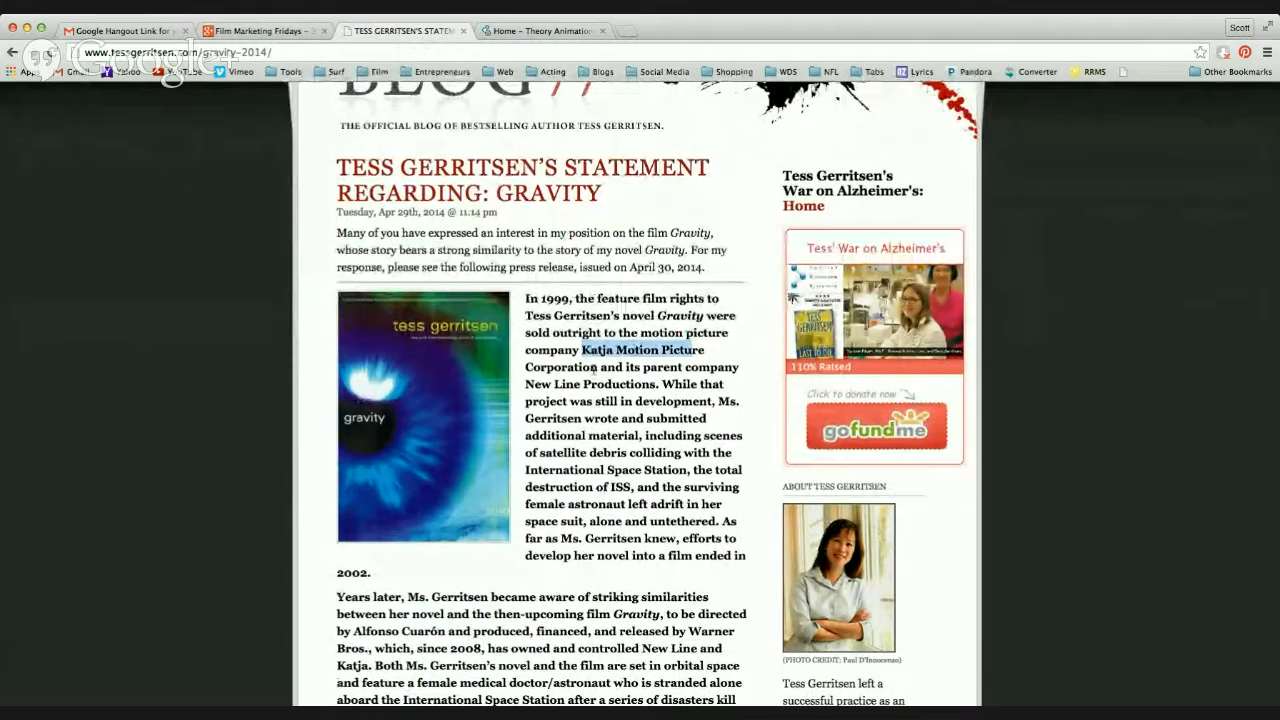 Google Hangout Link for y
Film Marketing Fridays – 2
TESS GERRITSEN'S STATEM
Home – Theory Animation
Scott
www.tessgerritsen.com/gravity-2014/
Google+
App
Gmail
Yahoo
YouTube
Vimeo
Tools
Surf
Film
Entrepreneurs
Web
Acting
Blogs
Social Media
Shopping
WDS
NFL
Tabs
Lyrics
Pandora
Converter
RRMS
Other Bookmarks
BLOG //
THE OFFICIAL BLOG OF BESTSELLING AUTHOR TESS GERRITSEN.
TESS GERRITSEN'S STATEMENT
REGARDING: GRAVITY
Tuesday, Apr 29th, 2014 @ 11.14 pm
Many of you have expressed an interest in my position on the film Gravity,
whose story bears a strong similarity to the story of my novel Gravity. For my
response, please see the following press release, issued on April 30, 2014.
tess gerritsen
gravity
In 1999, the feature film rights to
Tess Gerritsen's novel Gravity were
sold outright to the motion picture
company Katja Motion Picture
Corporation and its parent company
New Line Productions. While that
project was still in development, Ms.
Gerritsen wrote and submitted
additional material, including scenes
of satellite debris colliding with the
International Space Station, the total
destruction of ISS, and the surviving
female astronaut left adrift in her
space suit, alone and untethered. As
far as Ms. Gerritsen knew, efforts to
develop her novel into a film ended in
2002.
Years later, Ms. Gerritsen became aware of striking similarities
between her novel and the then-upcoming film Gravity, to be directed
by Alfonso Cuarón and produced, financed, and released by Warner
Bros., which, since 2008, has owned and controlled New Line and
Katja. Both Ms. Gerritsen's novel and the film are set in orbital space
and feature a female medical doctor/astronaut who is stranded alone
aboard the International Space Station after a series of disasters kill
Tess Gerritsen's
War on Alzheimer's:
Home
Tess' War on Alzheimer's
TESS
GERRITSEN
LAST TO DIE
110% Raised
Click to donate now
gofundme
ABOUT TESS GERRITSEN
(PHOTO CREDIT: Paul D'Innocenzo)
Tess Gerritsen left a
successful practice as an